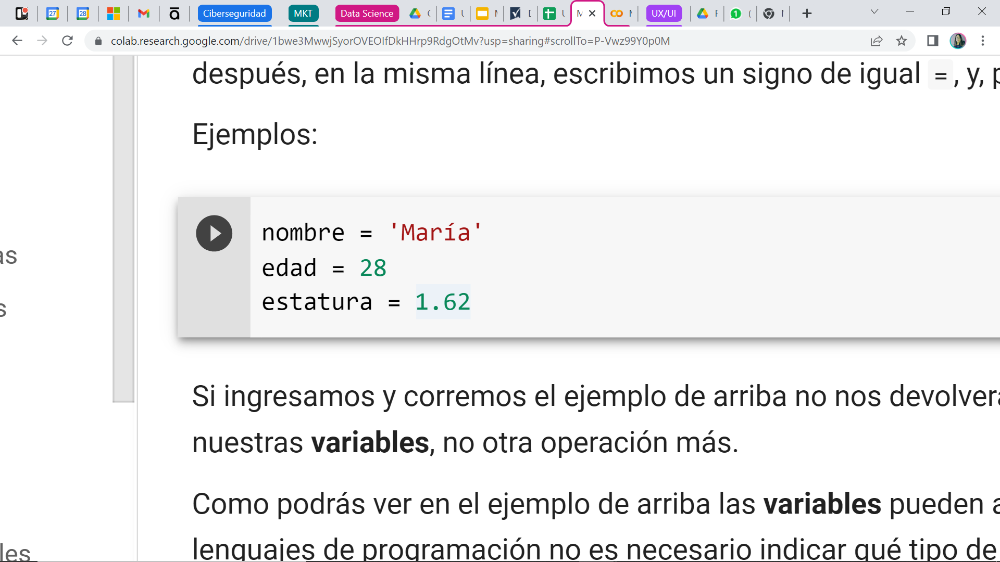 27 28 Ciberseguridad MKT Data Science UX/UI
colab.research.google.com/drive/1bwe3MwwjSyorOVEOIfDkHHrp9RdgOtMv?usp=sharing#scrollTo=P-Vwz99Y0p0M
después, en la misma línea, escribimos un signo de igual =, y, p
Ejemplos:
nombre = 'María'
edad = 28
estatura = 1.62
as
s
Si ingresamos y corremos el ejemplo de arriba no nos devolverá
nuestras variables, no otra operación más.
Como podrás ver en el ejemplo de arriba las variables pueden a
lenguajes de programación no es necesario indicar qué tipo de
les